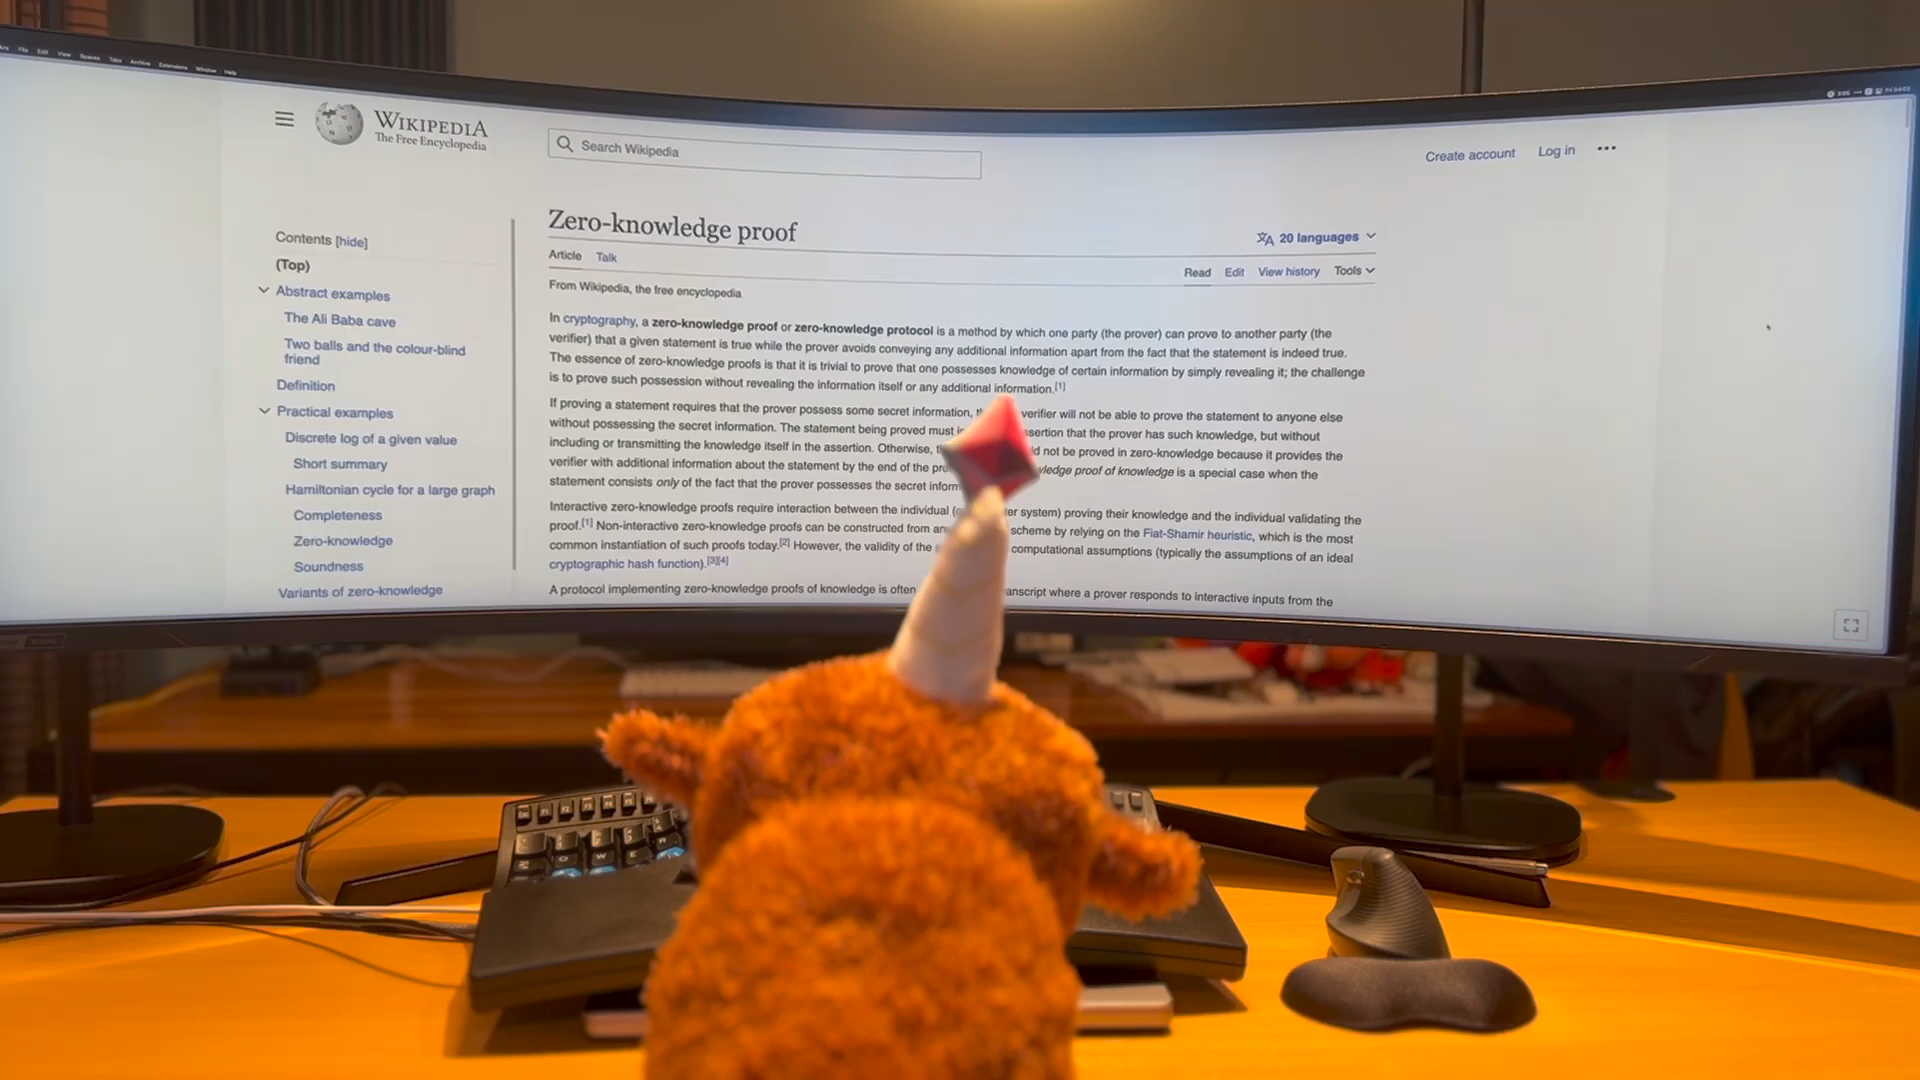 File Edit View Spaces Tabs Archive Extensions Window Help
WIKIPEDIA
The Free Encyclopedia
Search Wikipedia
Create account Log in
Zero-knowledge proof
20 languages
Article Talk
Read Edit View history Tools
From Wikipedia, the free encyclopedia
Contents [hide]
(Top)
Abstract examples
The Ali Baba cave
Two balls and the colour-blind
friend
Definition
Practical examples
Discrete log of a given value
Short summary
Hamiltonian cycle for a large graph
Completeness
Zero-knowledge
Soundness
Variants of zero-knowledge
In cryptography, a zero-knowledge proof or zero-knowledge protocol is a method by which one party (the prover) can prove to another party (the
verifier) that a given statement is true while the prover avoids conveying any additional information apart from the fact that the statement is indeed true.
The essence of zero-knowledge proofs is that it is trivial to prove that one possesses knowledge of certain information by simply revealing it; the challenge
is to prove such possession without revealing the information itself or any additional information.[1]
If proving a statement requires that the prover possess some secret information, verifier will not be able to prove the statement to anyone else
without possessing the secret information. The statement being proved must sertion that the prover has such knowledge, but without
including or transmitting the knowledge itself in the assertion. Otherwise, not be proved in zero-knowledge because it provides the
verifier with additional information about the statement by the end of the pro ledge proof of knowledge is a special case when the
statement consists only of the fact that the prover possesses the secret inform
Interactive zero-knowledge proofs require interaction between the individual ( er system) proving their knowledge and the individual validating the
proof.[1] Non-interactive zero-knowledge proofs can be constructed from an scheme by relying on the Fiat-Shamir heuristic, which is the most
common instantiation of such proofs today.[2] However, the validity of the computational assumptions (typically the assumptions of an ideal
cryptographic hash function).[3][4]
A protocol implementing zero-knowledge proofs of knowledge is often anscript where a prover responds to interactive inputs from the